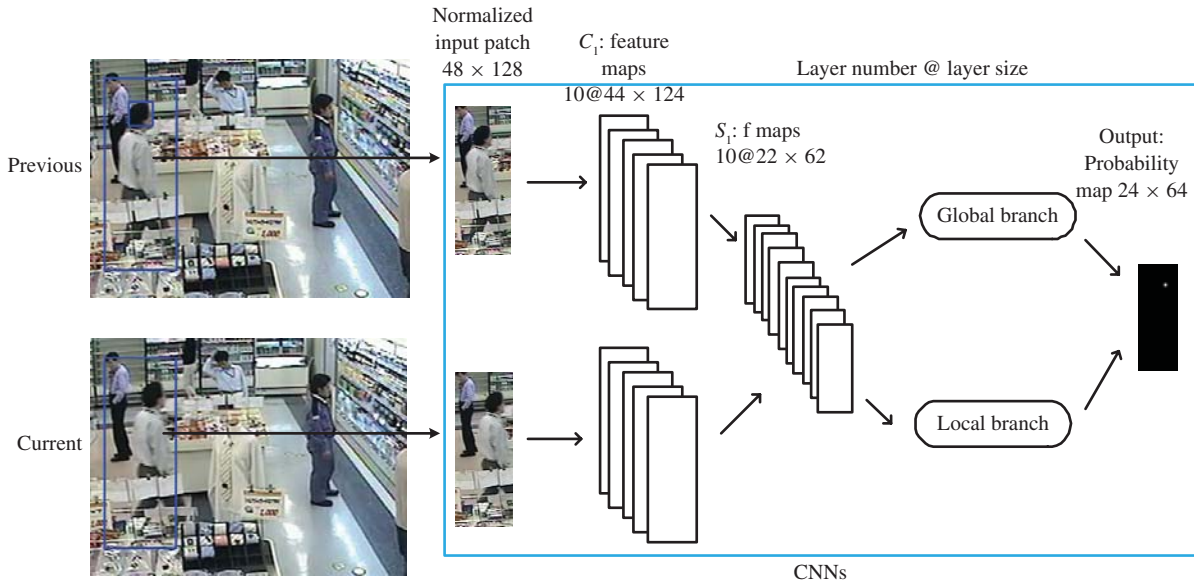 Normalized
input patch
48 × 128
C₁: feature
maps
10@44 × 124
Layer number @ layer size
S₁: f maps
10@22 × 62
Output:
Probability
map 24 × 64
Previous
Global branch
Current
Local branch
CNNs